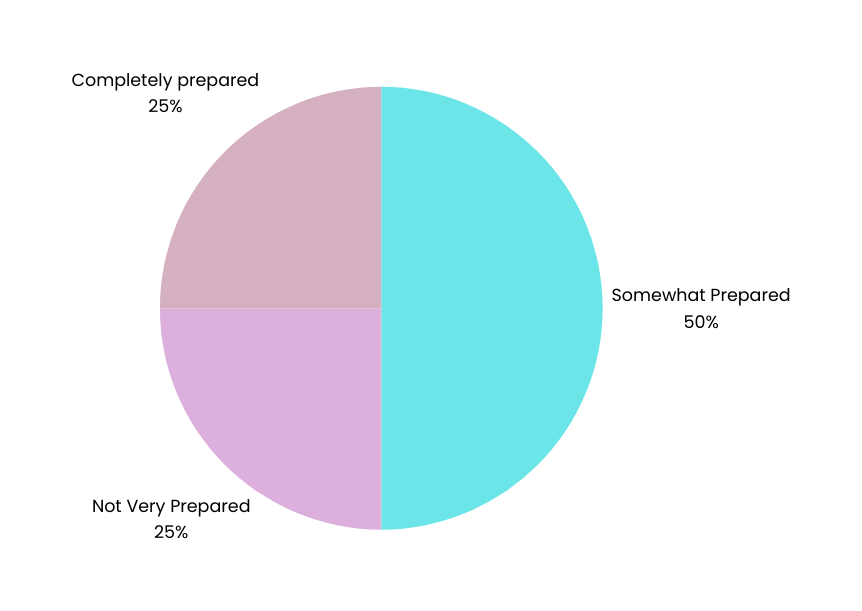 Completely prepared
25%
Somewhat Prepared
50%
Not Very Prepared
25%